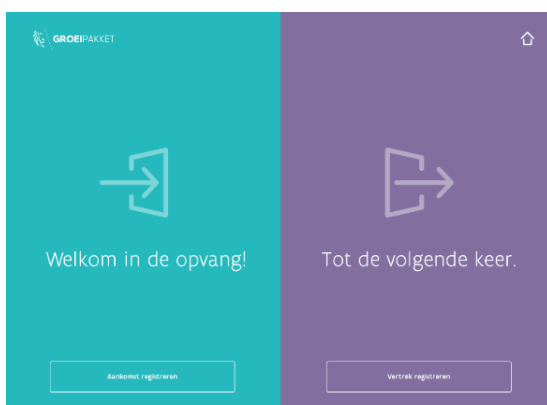 GROEIPAKKET
Welkom in de opvang!
Tot de volgende keer.
Aankomst registreren
Vertrek registreren